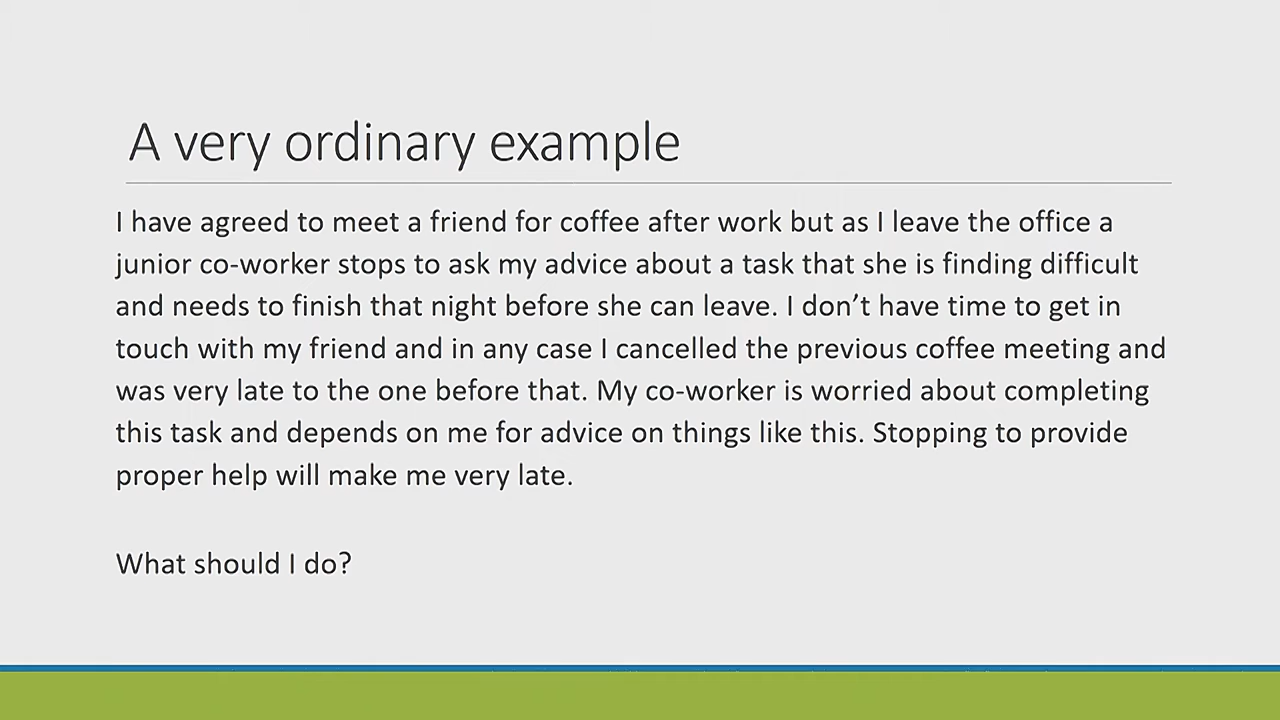 A very ordinary example
I have agreed to meet a friend for coffee after work but as I leave the office a
junior co-worker stops to ask my advice about a task that she is finding difficult
and needs to finish that night before she can leave. I don’t have time to get in
touch with my friend and in any case I cancelled the previous coffee meeting and
was very late to the one before that. My co-worker is worried about completing
this task and depends on me for advice on things like this. Stopping to provide
proper help will make me very late.
What should I do?